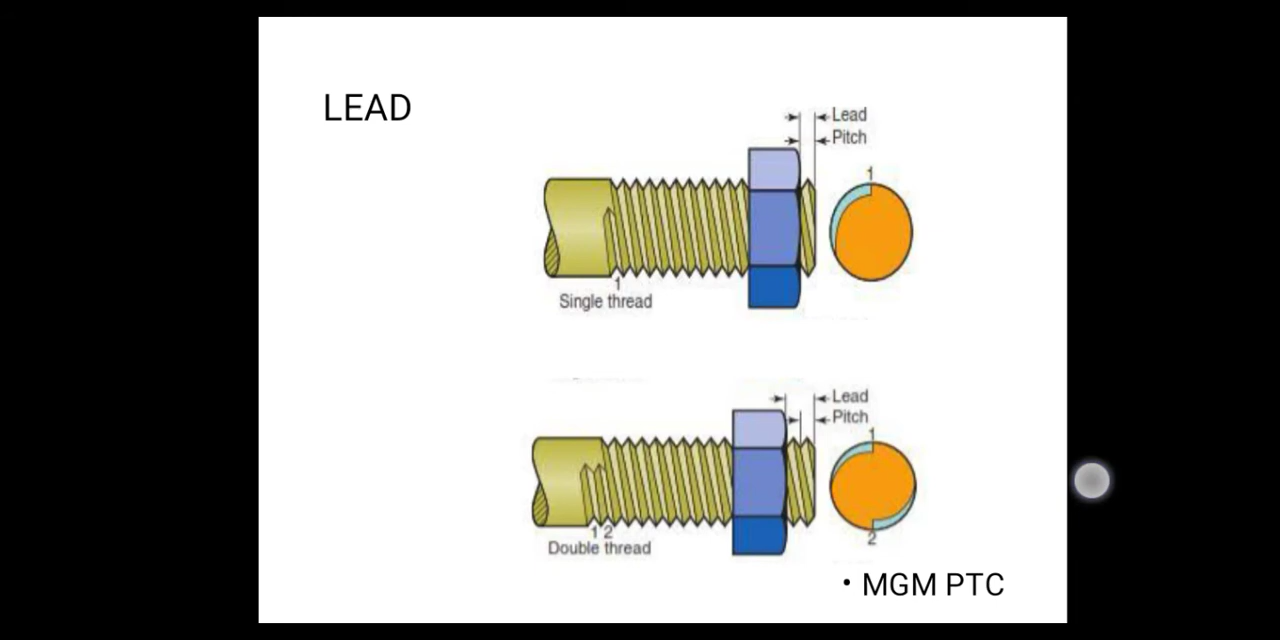 LEAD
Lead
Pitch
1
1
Single thread
Lead
Pitch
1
1 2
Double thread
2
• MGM PTC